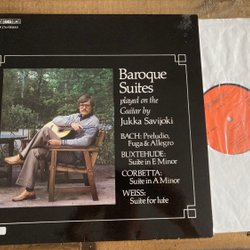 Baroque
Suites
played on the
Guitar by
Jukka Savijoki
BACH: Preludio,
Fuga & Allegro
BUXTEHUDE:
Suite in E Minor
CORBETTA:
Suite in A Minor
WEISS:
Suite for lute